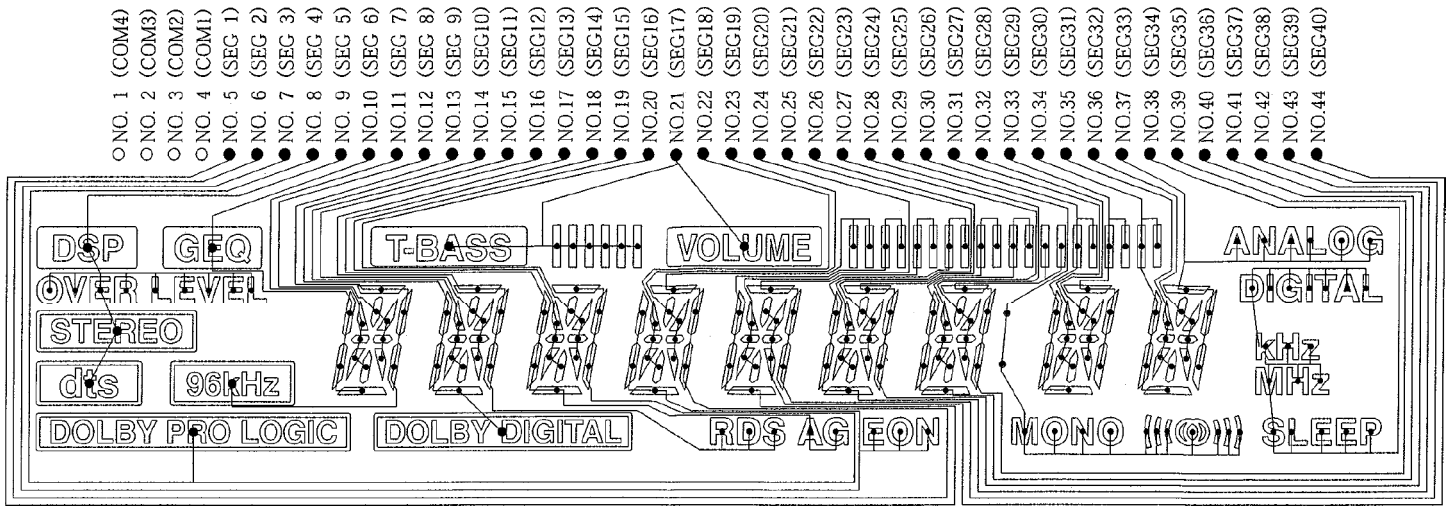 NO. 1 (COM4)
NO. 2 (COM3)
NO. 3 (COM2)
NO. 4 (COM1)
NO. 5 (SEG 1)
NO. 6 (SEG 2)
NO. 7 (SEG 3)
NO. 8 (SEG 4)
NO. 9 (SEG 5)
NO.10 (SEG 6)
NO.11 (SEG 7)
NO.12 (SEG 8)
NO.13 (SEG 9)
NO.14 (SEG10)
NO.15 (SEG11)
NO.16 (SEG12)
NO.17 (SEG13)
NO.18 (SEG14)
NO.19 (SEG15)
NO.20 (SEG16)
NO.21 (SEG17)
NO.22 (SEG18)
NO.23 (SEG19)
NO.24 (SEG20)
NO.25 (SEG21)
NO.26 (SEG22)
NO.27 (SEG23)
NO.28 (SEG24)
NO.29 (SEG25)
NO.30 (SEG26)
NO.31 (SEG27)
NO.32 (SEG28)
NO.33 (SEG29)
NO.34 (SEG30)
NO.35 (SEG31)
NO.36 (SEG32)
NO.37 (SEG33)
NO.38 (SEG34)
NO.39 (SEG35)
NO.40 (SEG36)
NO.41 (SEG37)
NO.42 (SEG38)
NO.43 (SEG39)
NO.44 (SEG40)
DSP GEQ T-BASS VOLUME ANALOG
OVER LEVEL DIGITAL
STEREO
kHz
dts 96kHz MHz
DOLBY PRO LOGIC DOLBY DIGITAL RDS AG EON MONO SLEEP